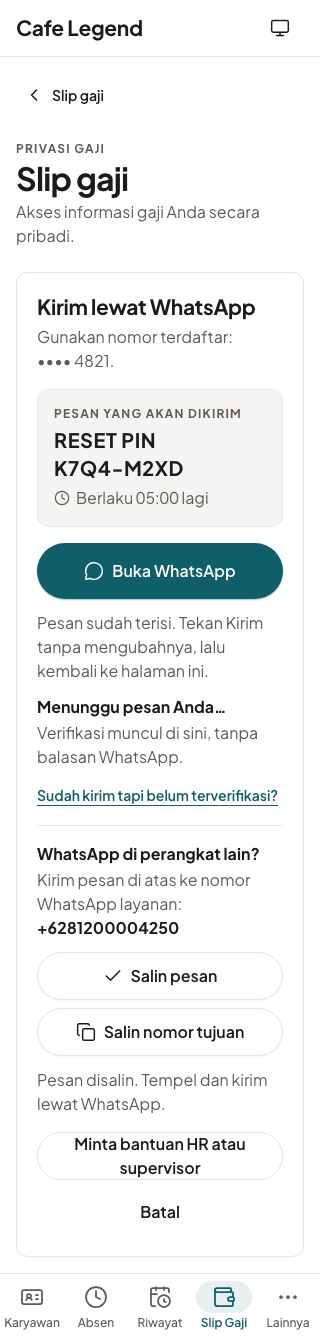 Cafe Legend
Slip gaji
PRIVASI GAJI
Slip gaji
Akses informasi gaji Anda secara
pribadi.
Kirim lewat WhatsApp
Gunakan nomor terdaftar:
•••• 4821.
PESAN YANG AKAN DIKIRIM
RESET PIN
K7Q4-M2XD
Berlaku 05:00 lagi
Buka WhatsApp
Pesan sudah terisi. Tekan Kirim
tanpa mengubahnya, lalu
kembali ke halaman ini.
Menunggu pesan Anda…
Verifikasi muncul di sini, tanpa
balasan WhatsApp.
Sudah kirim tapi belum terverifikasi?
WhatsApp di perangkat lain?
Kirim pesan di atas ke nomor
WhatsApp layanan:
+6281200004250
Salin pesan
Salin nomor tujuan
Pesan disalin. Tempel dan kirim
lewat WhatsApp.
Minta bantuan HR atau
supervisor
Batal
Karyawan
Absen
Riwayat
Slip Gaji
Lainnya